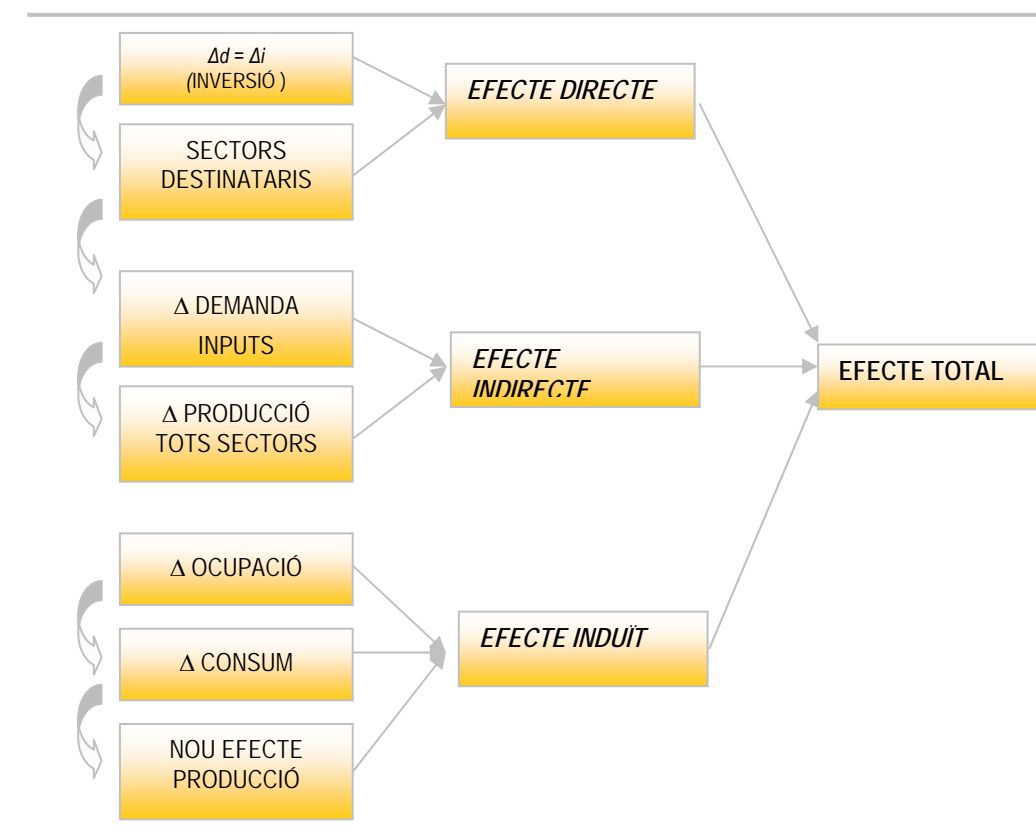 Δd = Δi
(INVERSIÓ )
SECTORS
DESTINATARIS
EFECTE DIRECTE
Δ DEMANDA
INPUTS
Δ PRODUCCIÓ
TOTS SECTORS
EFECTE
INDIRECTE
EFECTE TOTAL
Δ OCUPACIÓ
Δ CONSUM
NOU EFECTE
PRODUCCIÓ
EFECTE INDUÏT